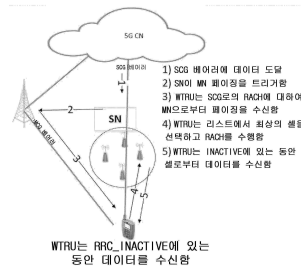 5G CN
SCG 베어러
1
1) SCG 베어러에 데이터 도달
2) SN이 MN 페이징을 트리거함
3) WTRU는 SCG로의 RACH에 대하여
MN으로부터 페이징을 수신함
4) WTRU는 리스트에서 최상의 셀을
선택하고 RACH를 수행함
5) WTRU는 INACTIVE에 있는 동안
셀로부터 데이터를 수신함
2
SN
MCG 베어러
3
4
5
WTRU는 RRC_INACTIVE에 있는
동안 데이터를 수신함